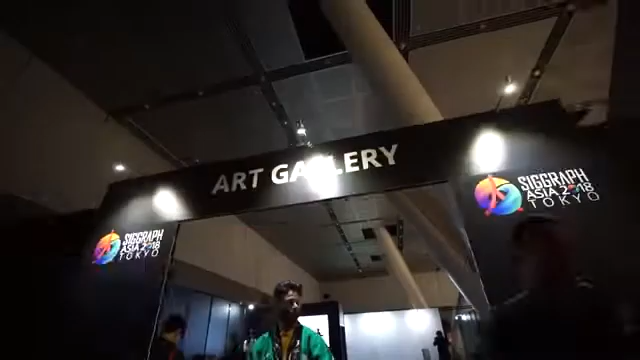 ART GALLERY
SIGGRAPH
ASIA 2018
TOKYO
SIGGRAPH
ASIA 2018
TOKYO